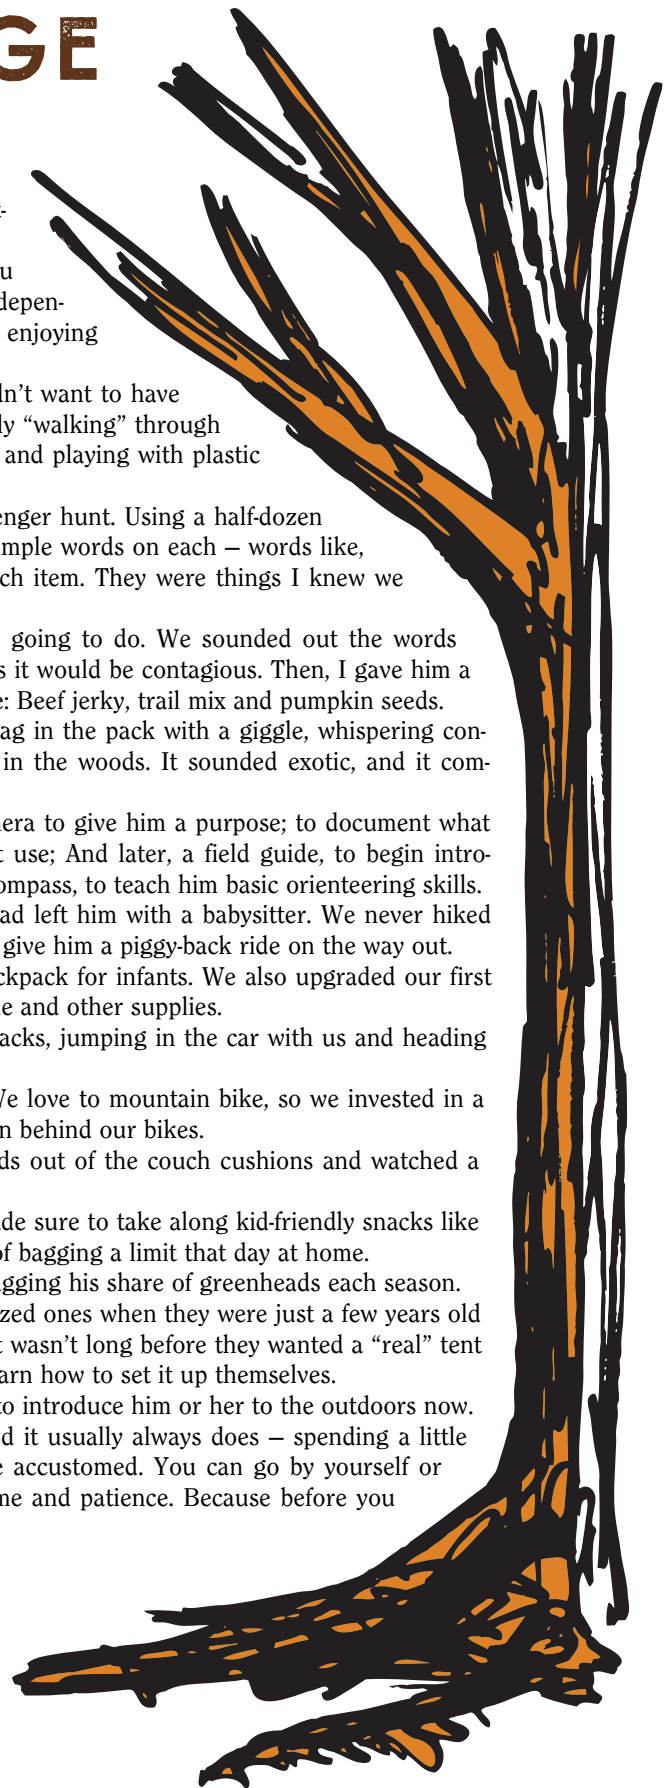 GE
-
u
depen-
enjoying
n't want to have
ly “walking” through
and playing with plastic
enger hunt. Using a half-dozen
mple words on each – words like,
ch item. They were things I knew we
going to do. We sounded out the words
s it would be contagious. Then, I gave him a
e: Beef jerky, trail mix and pumpkin seeds.
ag in the pack with a giggle, whispering con-
in the woods. It sounded exotic, and it com-
nera to give him a purpose; to document what
t use; And later, a field guide, to begin intro-
ompass, to teach him basic orienteering skills.
ad left him with a babysitter. We never hiked
give him a piggy-back ride on the way out.
ckpack for infants. We also upgraded our first
le and other supplies.
acks, jumping in the car with us and heading
We love to mountain bike, so we invested in a
n behind our bikes.
ds out of the couch cushions and watched a
ade sure to take along kid-friendly snacks like
of bagging a limit that day at home.
agging his share of greenheads each season.
zed ones when they were just a few years old
t wasn't long before they wanted a “real” tent
arn how to set it up themselves.
to introduce him or her to the outdoors now.
d it usually always does – spending a little
e accustomed. You can go by yourself or
me and patience. Because before you